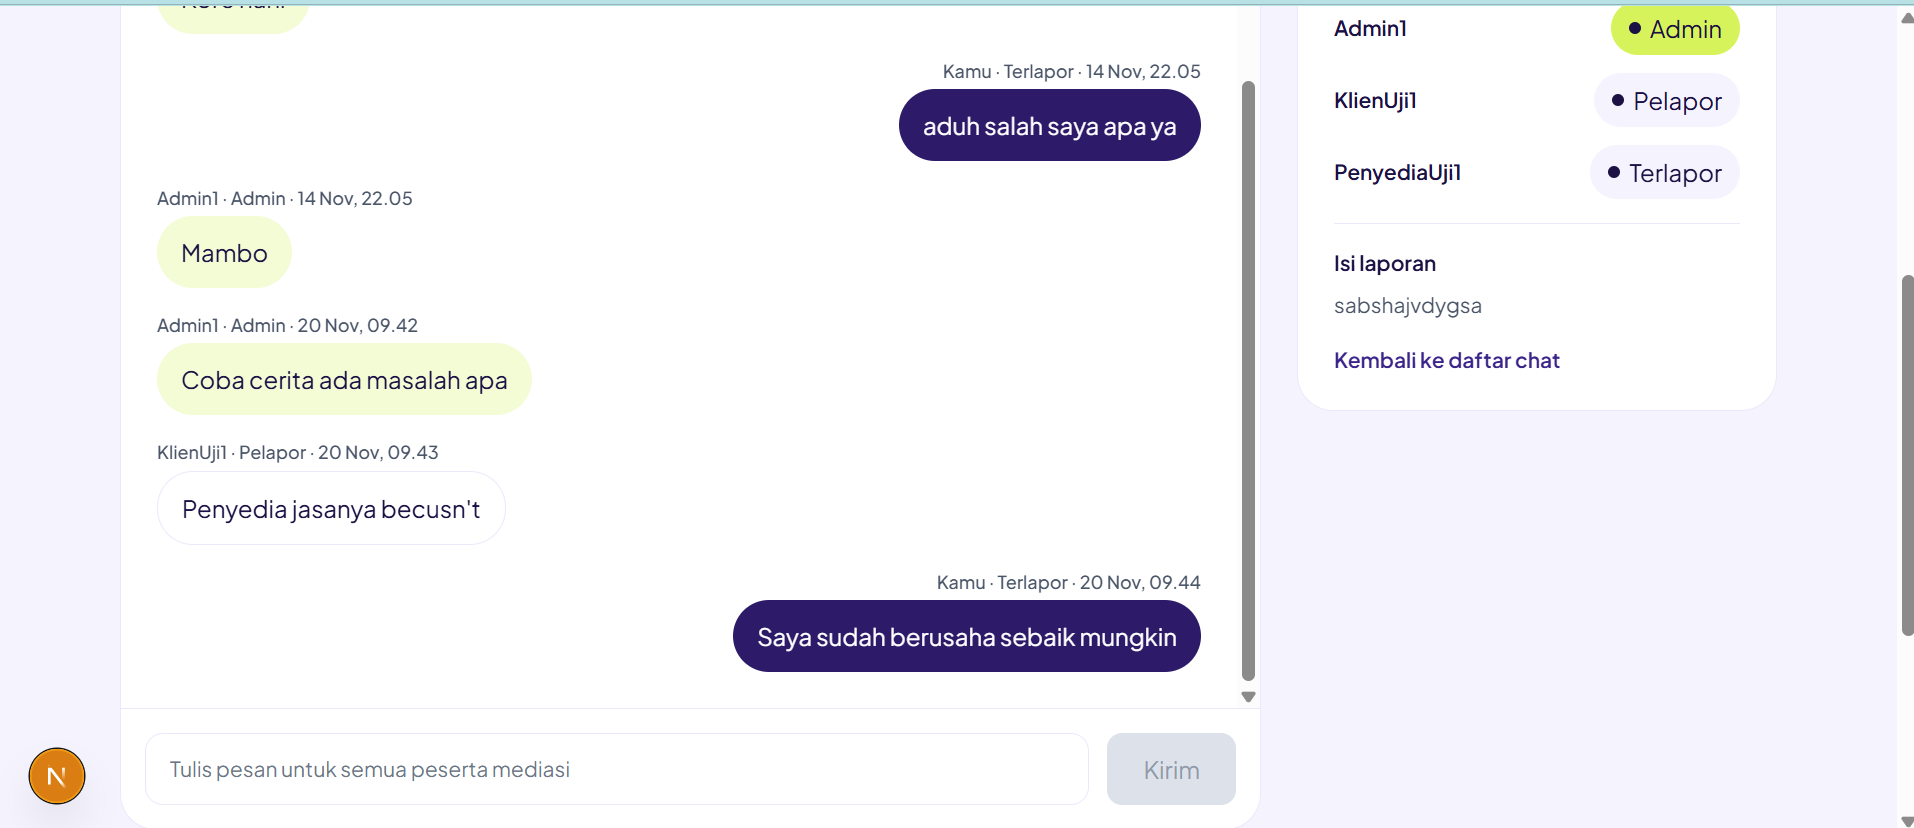 Kamu · Terlapor · 14 Nov, 22.05
aduh salah saya apa ya
Admin1 · Admin · 14 Nov, 22.05
Mambo
Admin1 · Admin · 20 Nov, 09.42
Coba cerita ada masalah apa
KlienUji1 · Pelapor · 20 Nov, 09.43
Penyedia jasanya becusn't
Kamu · Terlapor · 20 Nov, 09.44
Saya sudah berusaha sebaik mungkin
Tulis pesan untuk semua peserta mediasi
Kirim
N
Admin1
Admin
KlienUji1
Pelapor
PenyediaUji1
Terlapor
Isi laporan
sabshajvdygsa
Kembali ke daftar chat